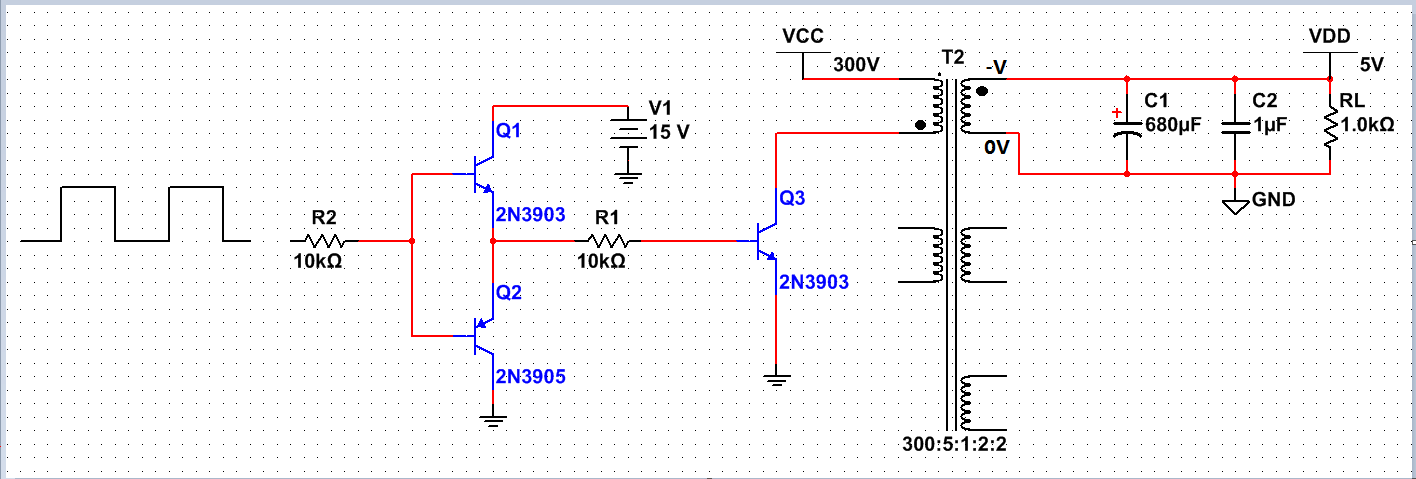 VCC
300V
T2
-V
0V
VDD
5V
V1
15 V
Q1
2N3903
C1
680µF
+
C2
1µF
RL
1.0kΩ
GND
R2
10kΩ
R1
10kΩ
Q3
2N3903
Q2
2N3905
300:5:1:2:2